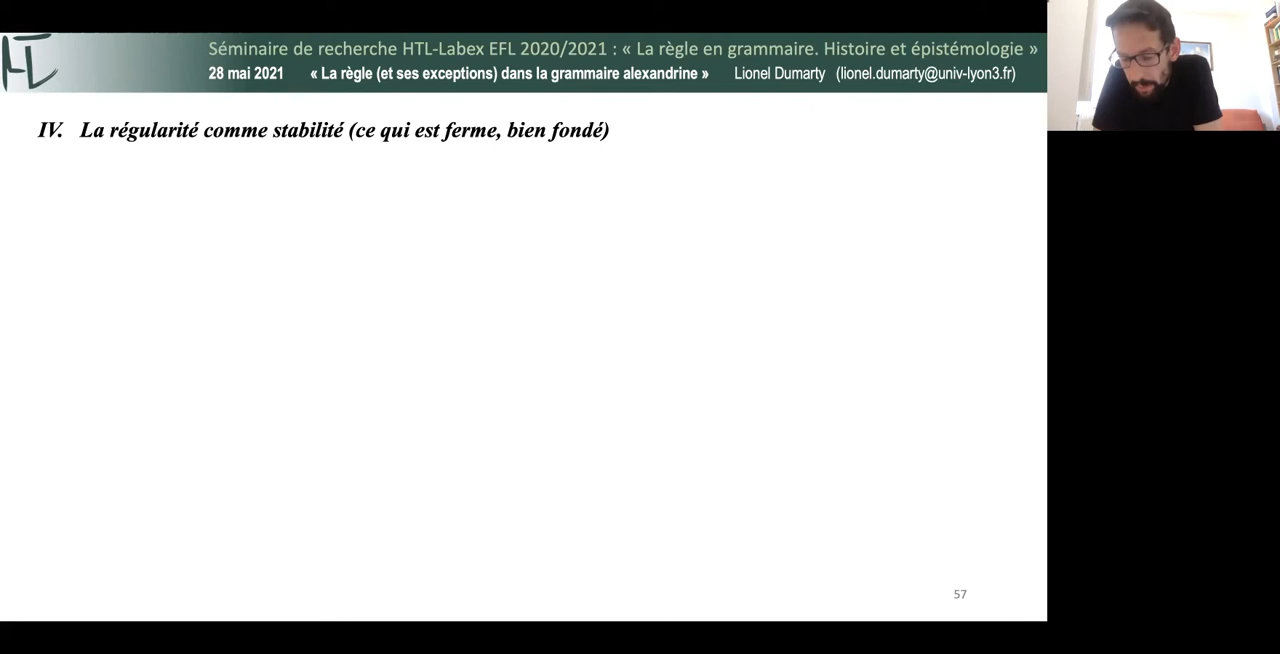 HTL
Séminaire de recherche HTL-Labex EFL 2020/2021 : « La règle en grammaire. Histoire et épistémologie »
28 mai 2021 « La règle (et ses exceptions) dans la grammaire alexandrine » Lionel Dumarty (lionel.dumarty@univ-lyon3.fr)
IV. La régularité comme stabilité (ce qui est ferme, bien fondé)
57